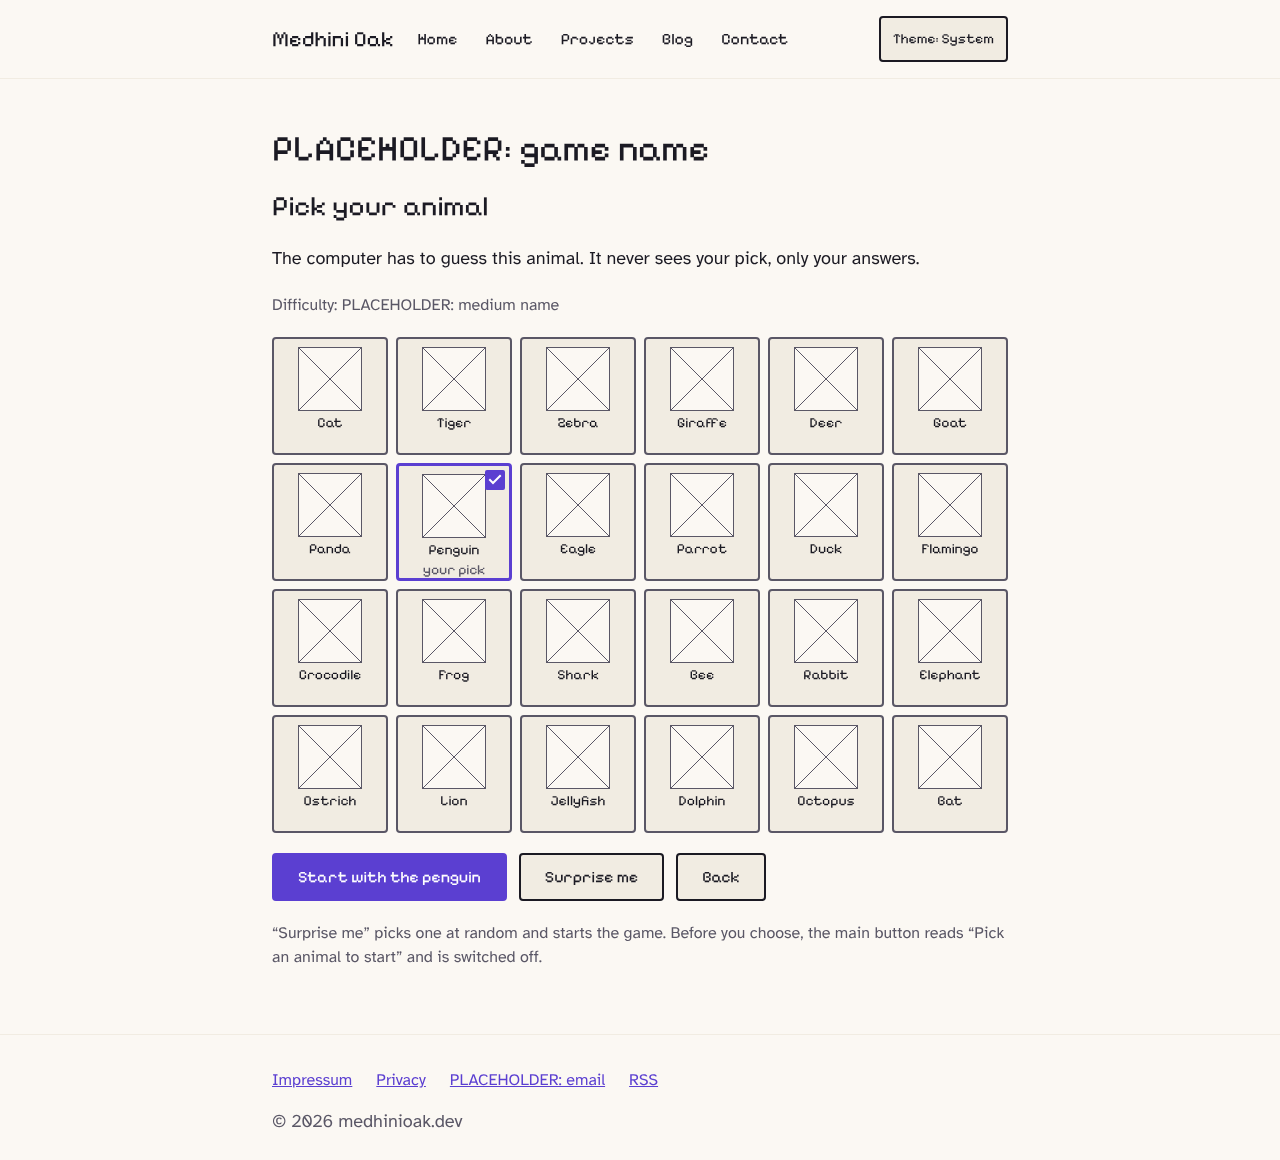 Medhini Oak
Home
About
Projects
Blog
Contact
Theme: System
PLACEHOLDER: game name
Pick your animal
The computer has to guess this animal. It never sees your pick, only your answers.
Difficulty: PLACEHOLDER: medium name
Cat
Tiger
Zebra
Giraffe
Deer
Goat
Panda
Penguin
your pick
Eagle
Parrot
Duck
Flamingo
Crocodile
Frog
Shark
Bee
Rabbit
Elephant
Ostrich
Lion
Jellyfish
Dolphin
Octopus
Bat
Start with the penguin
Surprise me
Back
“Surprise me” picks one at random and starts the game. Before you choose, the main button reads “Pick
an animal to start” and is switched off.
Impressum
Privacy
PLACEHOLDER: email
RSS
© 2026 medhinioak.dev